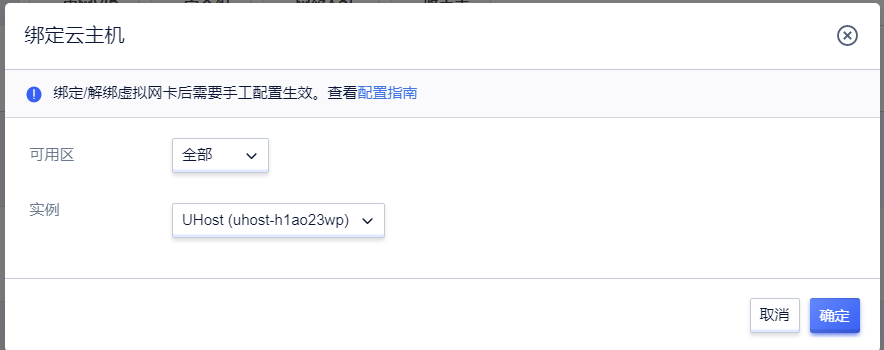 绑定云主机
绑定/解绑虚拟网卡后需要手工配置生效。查看配置指南
可用区 全部
实例 UHost (uhost-h1ao23wp)
取消 确定